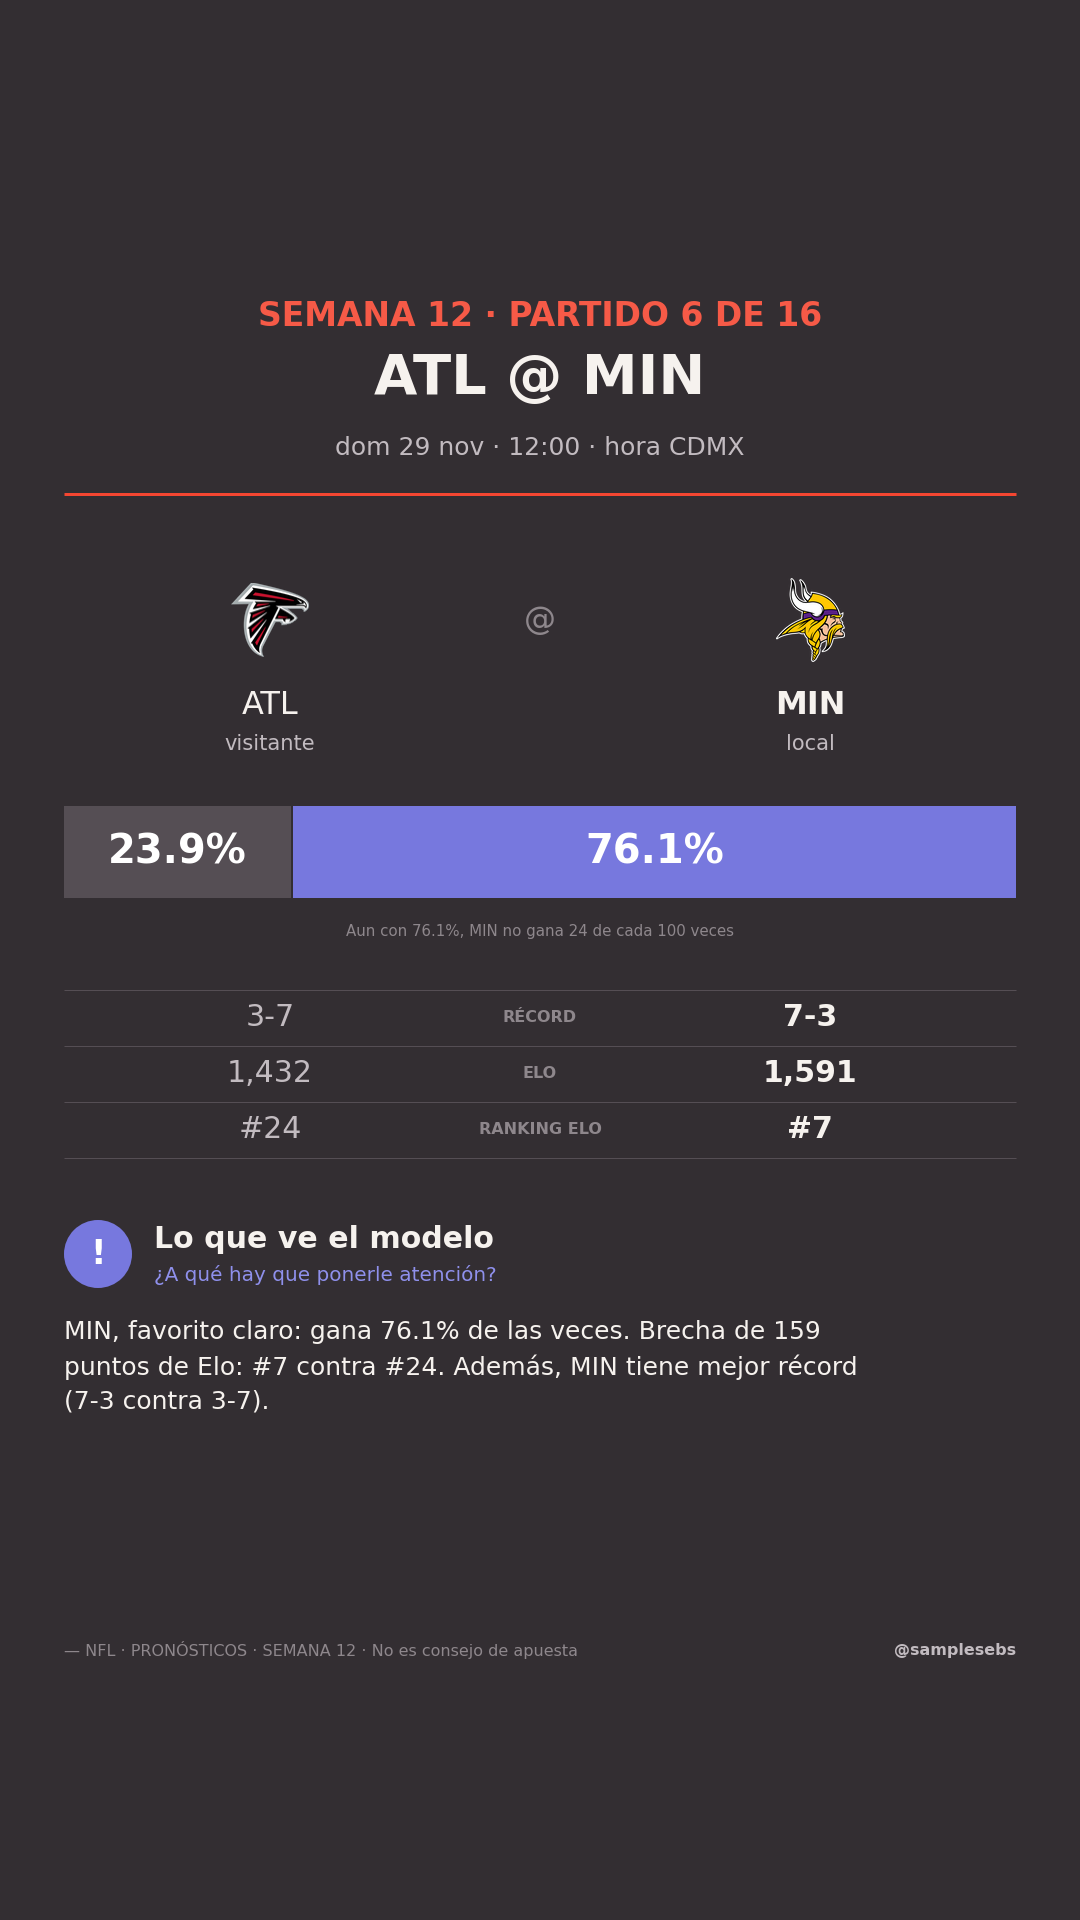 SEMANA 12 · PARTIDO 6 DE 16
ATL @ MIN
dom 29 nov · 12:00 · hora CDMX
@
ATL
MIN
visitante
local
23.9%
76.1%
Aun con 76.1%, MIN no gana 24 de cada 100 veces
3-7 RÉCORD 7-3
1,432 ELO 1,591
#24 RANKING ELO #7
!
Lo que ve el modelo
¿A qué hay que ponerle atención?
MIN, favorito claro: gana 76.1% de las veces. Brecha de 159
puntos de Elo: #7 contra #24. Además, MIN tiene mejor récord
(7-3 contra 3-7).
— NFL · PRONÓSTICOS · SEMANA 12 · No es consejo de apuesta
@samplesebs